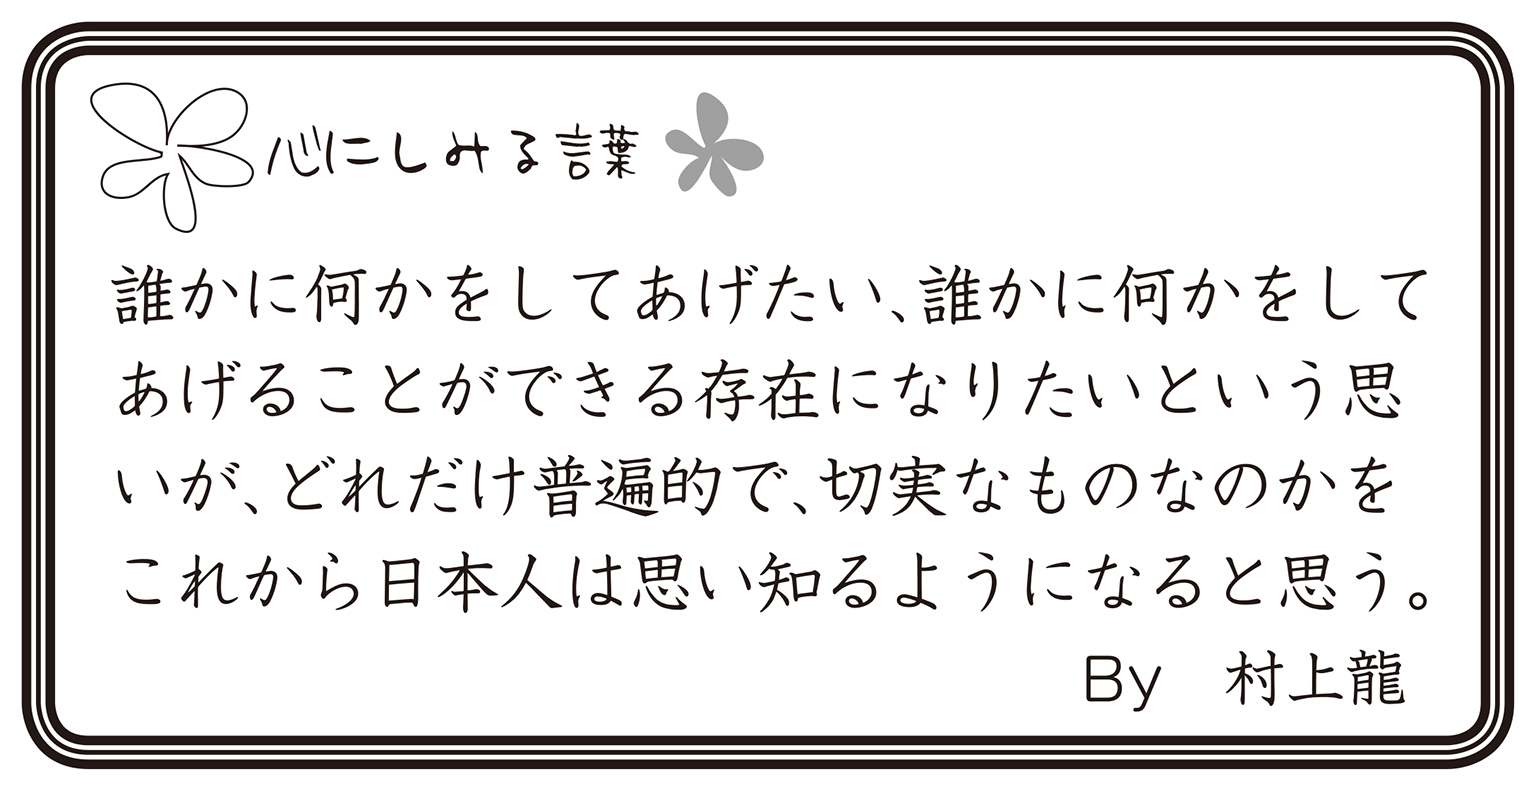 心にしみる言葉
誰かに何かをしてあげたい、誰かに何かをして
あげることができる存在になりたいという思
いが、どれだけ普遍的で、切実なものなのかを
これから日本人は思い知るようになると思う。
By　村上龍